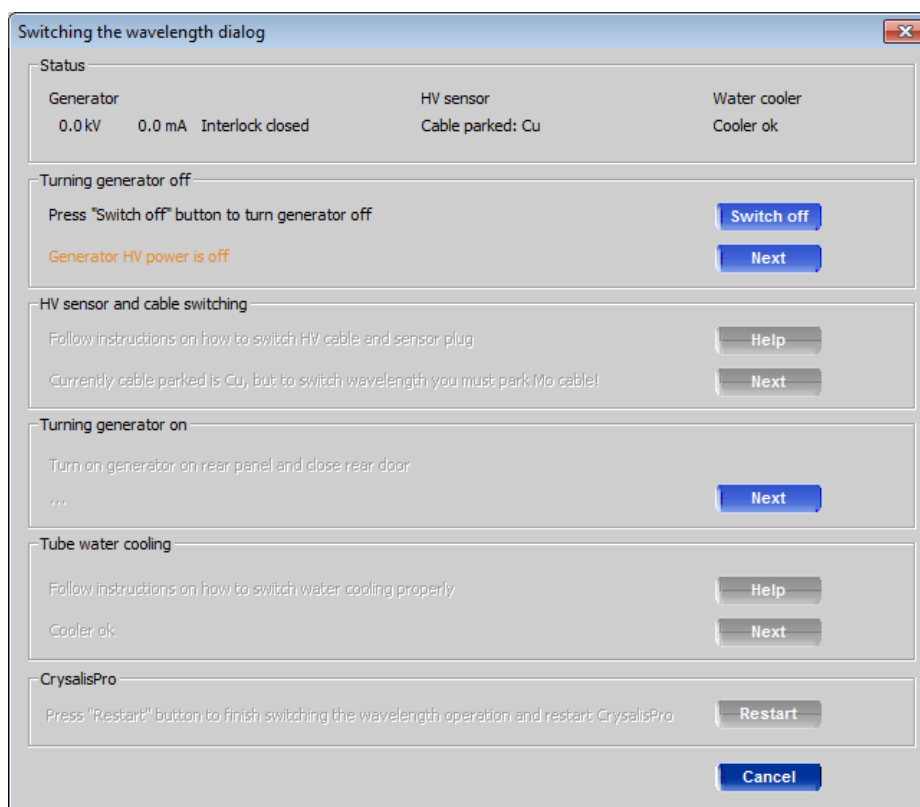 Switching the wavelength dialog
Status
Generator HV sensor Water cooler
0.0 kV 0.0 mA Interlock closed Cable parked: Cu Cooler ok
Turning generator off
Press "Switch off" button to turn generator off Switch off
Generator HV power is off Next
HV sensor and cable switching
Follow instructions on how to switch HV cable and sensor plug Help
Currently cable parked is Cu, but to switch wavelength you must park Mo cable! Next
Turning generator on
Turn on generator on rear panel and close rear door
... Next
Tube water cooling
Follow instructions on how to switch water cooling properly Help
Cooler ok Next
CrysalisPro
Press "Restart" button to finish switching the wavelength operation and restart CrysalisPro Restart
Cancel